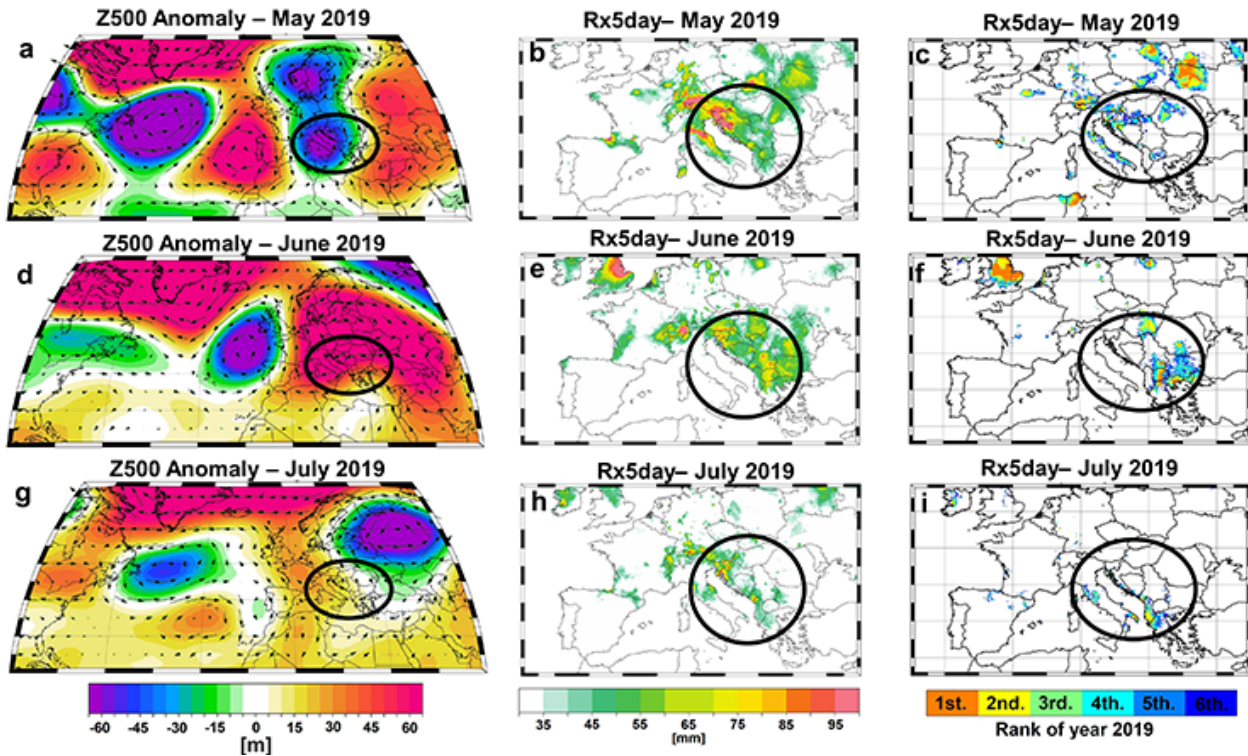 Z500 Anomaly – May 2019
Rx5day– May 2019
Rx5day– May 2019
a
b
c
Z500 Anomaly – June 2019
Rx5day– June 2019
Rx5day– June 2019
d
e
f
Z500 Anomaly – July 2019
Rx5day– July 2019
Rx5day– July 2019
g
h
i
-60 -45 -30 -15 0 15 30 45 60
[m]
35 45 55 65 75 85 95
[mm]
1st. 2nd. 3rd. 4th. 5th. 6th.
Rank of year 2019